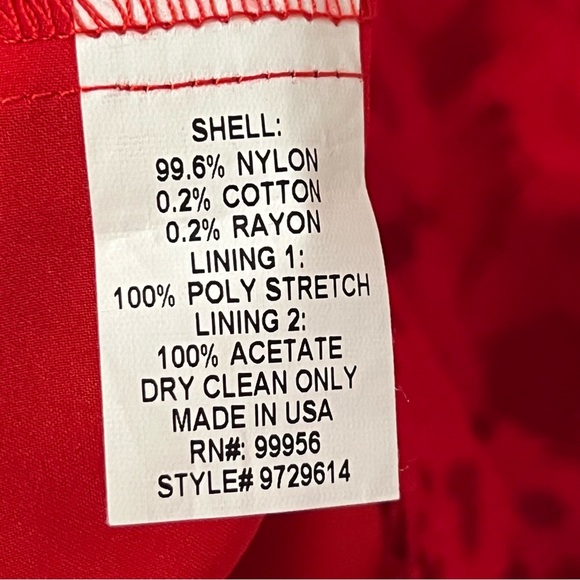 SHELL:
99.6% NYLON
0.2% COTTON
0.2% RAYON
LINING 1:
100% POLY STRETCH
LINING 2:
100% ACETATE
DRY CLEAN ONLY
MADE IN USA
RN#: 99956
STYLE# 9729614